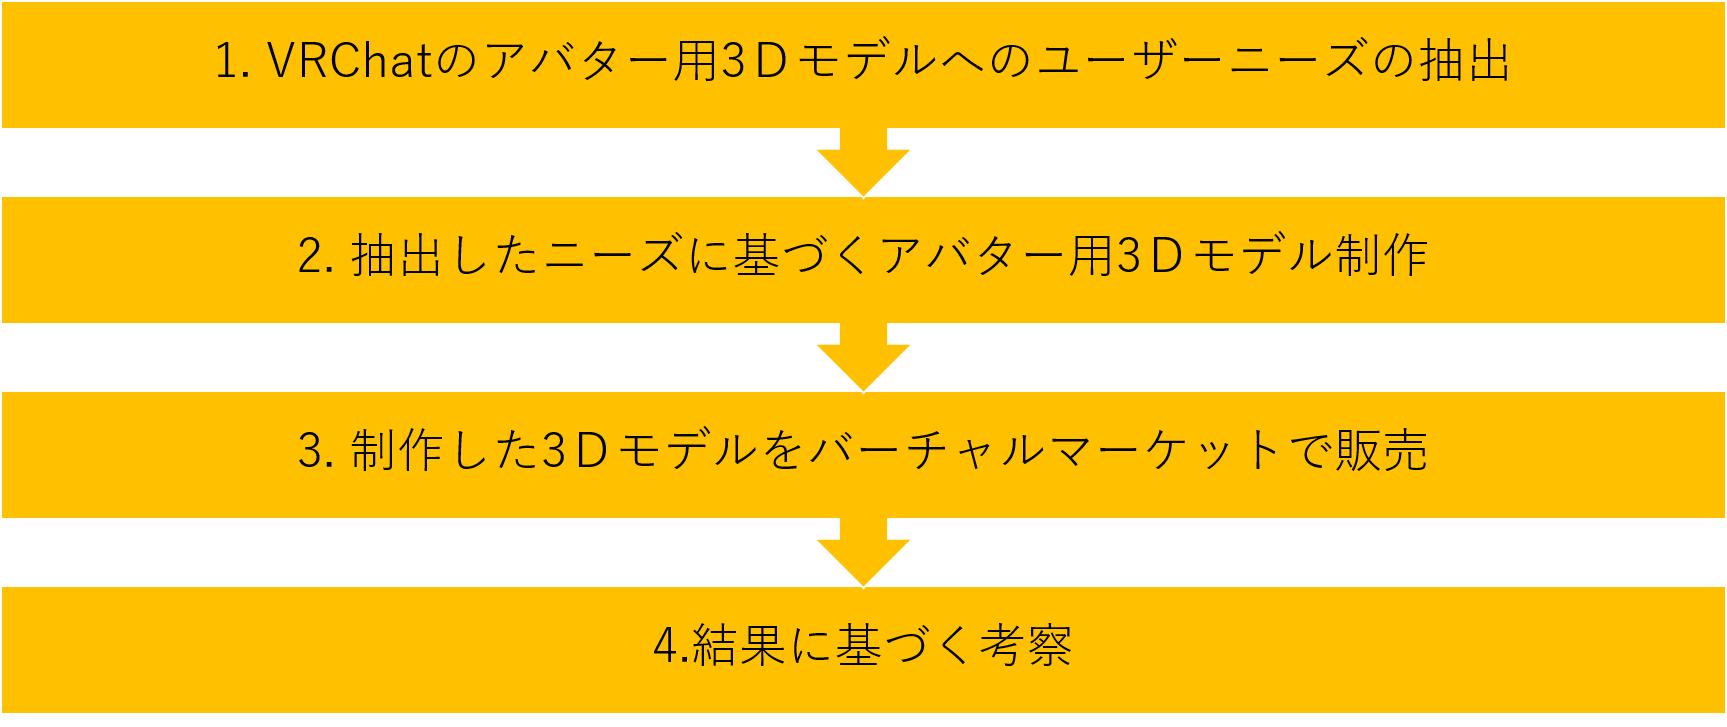 1. VRChatのアバター用3Ｄモデルへのユーザーニーズの抽出
2. 抽出したニーズに基づくアバター用3Ｄモデル制作
3. 制作した3Ｄモデルをバーチャルマーケットで販売
4.結果に基づく考察